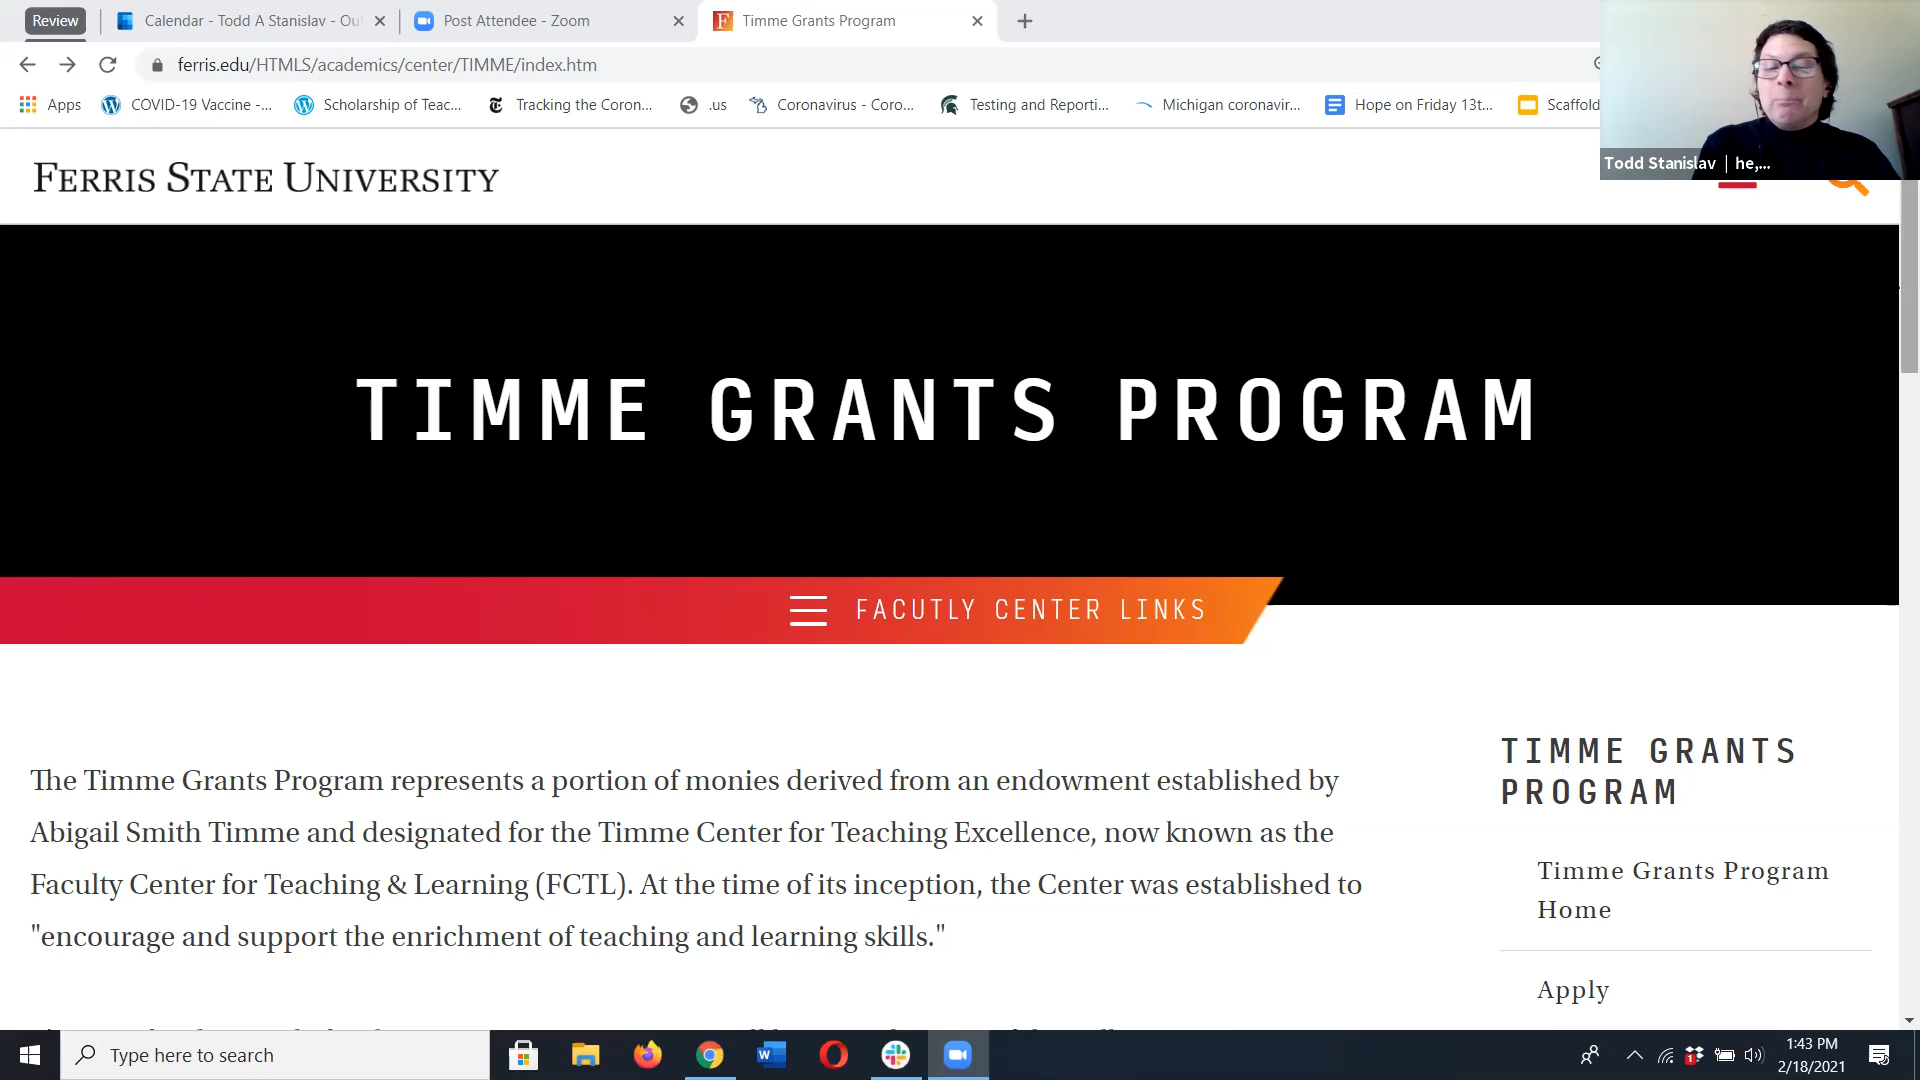 Review
Calendar - Todd A Stanislav - Ou
Post Attendee - Zoom
Timme Grants Program
ferris.edu/HTMLS/academics/center/TIMME/index.htm
Apps
COVID-19 Vaccine -...
Scholarship of Teac...
Tracking the Coron...
.us
Coronavirus - Coro...
Testing and Reporti...
Michigan coronavir...
Hope on Friday 13t...
Scaffold
Todd Stanislav | he,...
FERRIS STATE UNIVERSITY
TIMME GRANTS PROGRAM
FACUTLY CENTER LINKS
The Timme Grants Program represents a portion of monies derived from an endowment established by
Abigail Smith Timme and designated for the Timme Center for Teaching Excellence, now known as the
Faculty Center for Teaching & Learning (FCTL). At the time of its inception, the Center was established to
"encourage and support the enrichment of teaching and learning skills."
TIMME GRANTS
PROGRAM
Timme Grants Program
Home
Apply
Type here to search
1:43 PM
2/18/2021